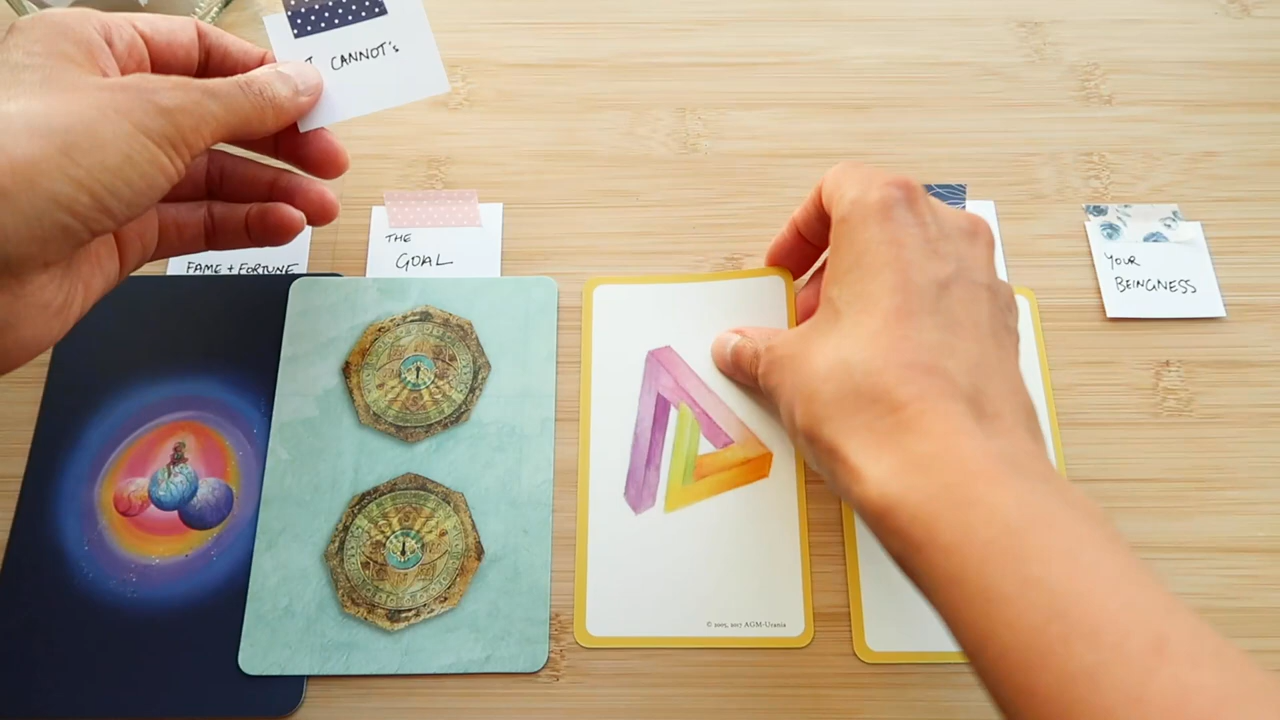 I CANNOT's
FAME + FORTUNE
THE
GOAL
YOUR
BEINGNESS
© 2005, 2017 AGM-Urania